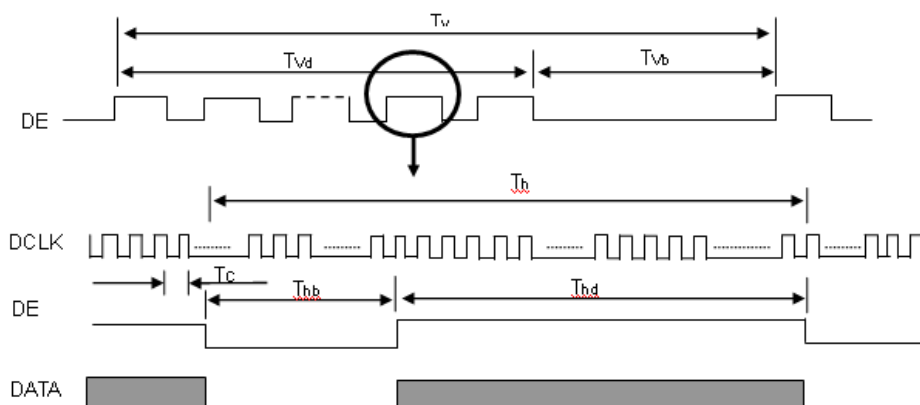 Tv
Tvd
Tvb
DE
Th
DCLK
Tc
Thb
Thd
DE
DATA